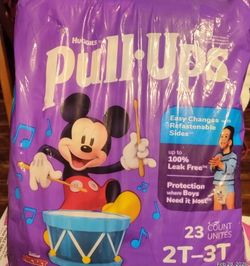 Huggies
Pull-Ups
Easy Changes with
Refastenable
Sides
up to
100%
Leak Free
Protection
where Boys
Need it Most
23 COUNT
UNITÉS
2T-3T